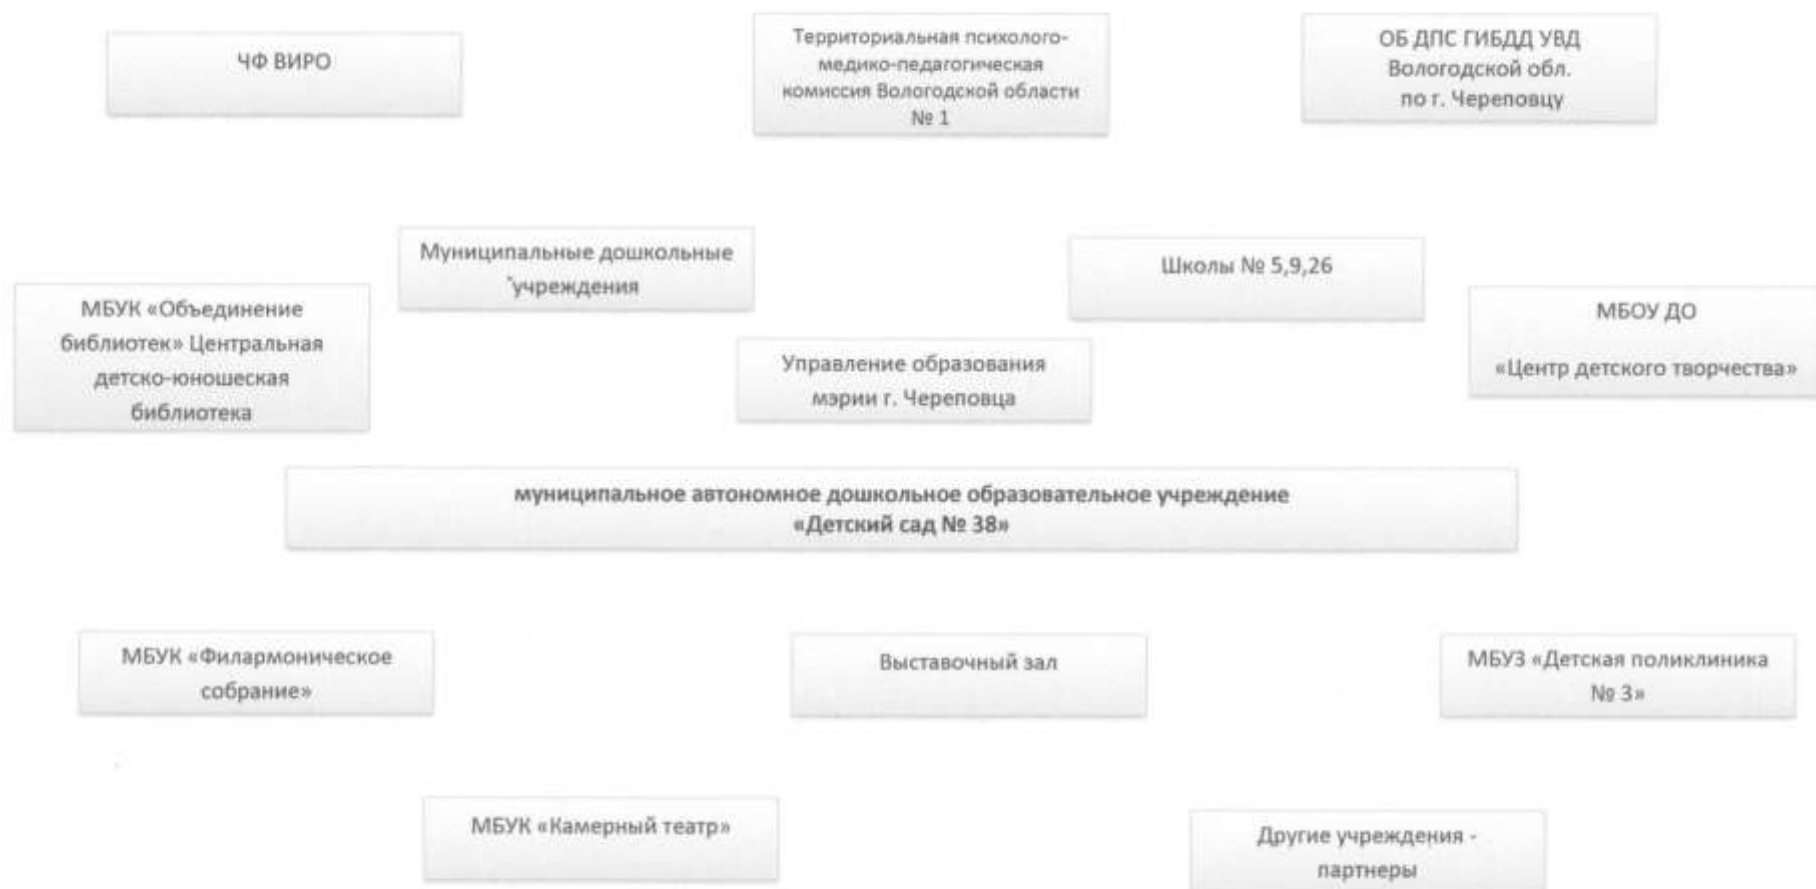 ЧФ ВИРО
Территориальная психолого-
медико-педагогическая
комиссия Вологодской области
№ 1
ОБ ДПС ГИБДД УВД
Вологодской обл.
по г. Череповцу
Муниципальные дошкольные
учреждения
Школы № 5,9,26
МБУК «Объединение
библиотек» Центральная
детско-юношеская
библиотека
Управление образования
мэрии г. Череповца
МБОУ ДО
«Центр детского творчества»
муниципальное автономное дошкольное образовательное учреждение
«Детский сад № 38»
МБУК «Филармоническое
собрание»
Выставочный зал
МБУЗ «Детская поликлиника
№ 3»
МБУК «Камерный театр»
Другие учреждения -
партнеры